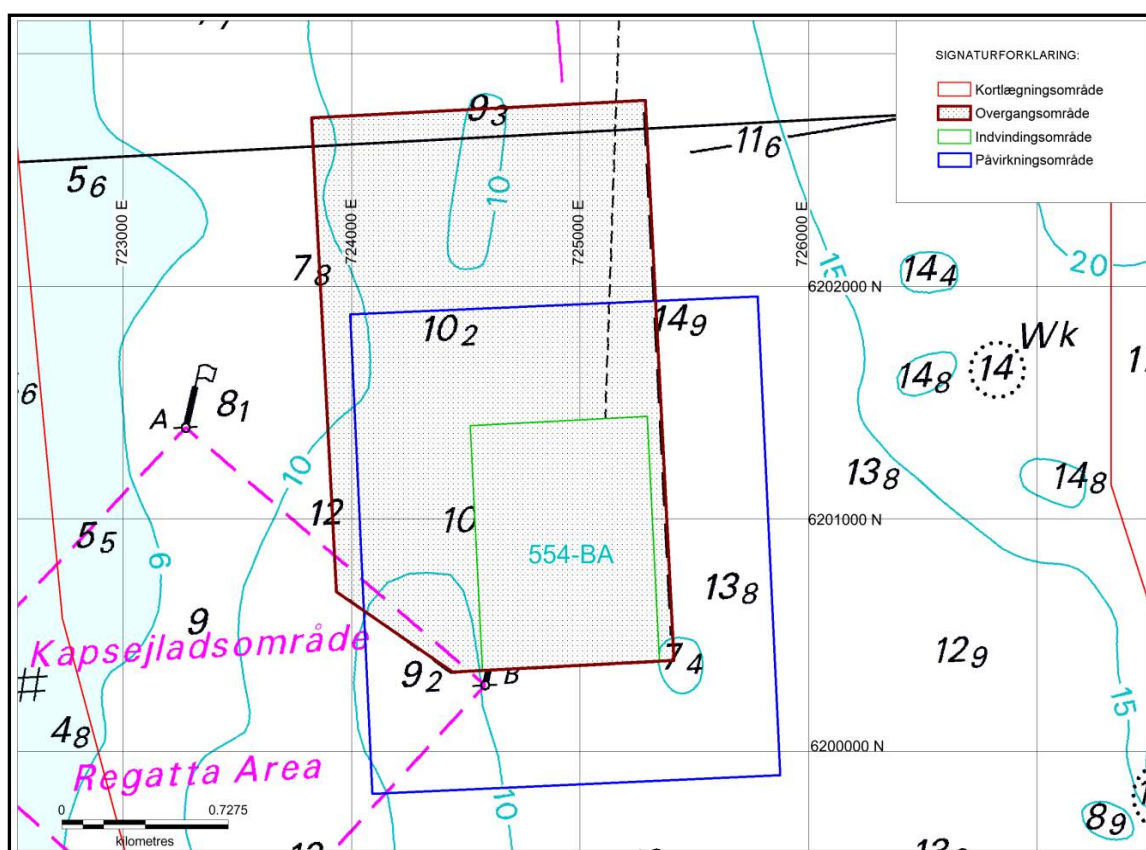 SIGNATURFORKLARING:
Kortlægningsområde
Overgangsområde
Indvindingsområde
Påvirkningsområde
9₃
11₆
5₆
10
723000 E
724000 E
725000 E
726000 E
7₈
15
14₄
20
6202000 N
10₂
14₉
Wk
14₈
14
8₁
A
10
13₈
14₈
12
10
6201000 N
5₅
6
554-BA
13₈
9
Kapsejladsområde
9₂
B
7₄
12₉
15
4₈
Regatta Area
6200000 N
10
0 0.7275
kilometres
8₉